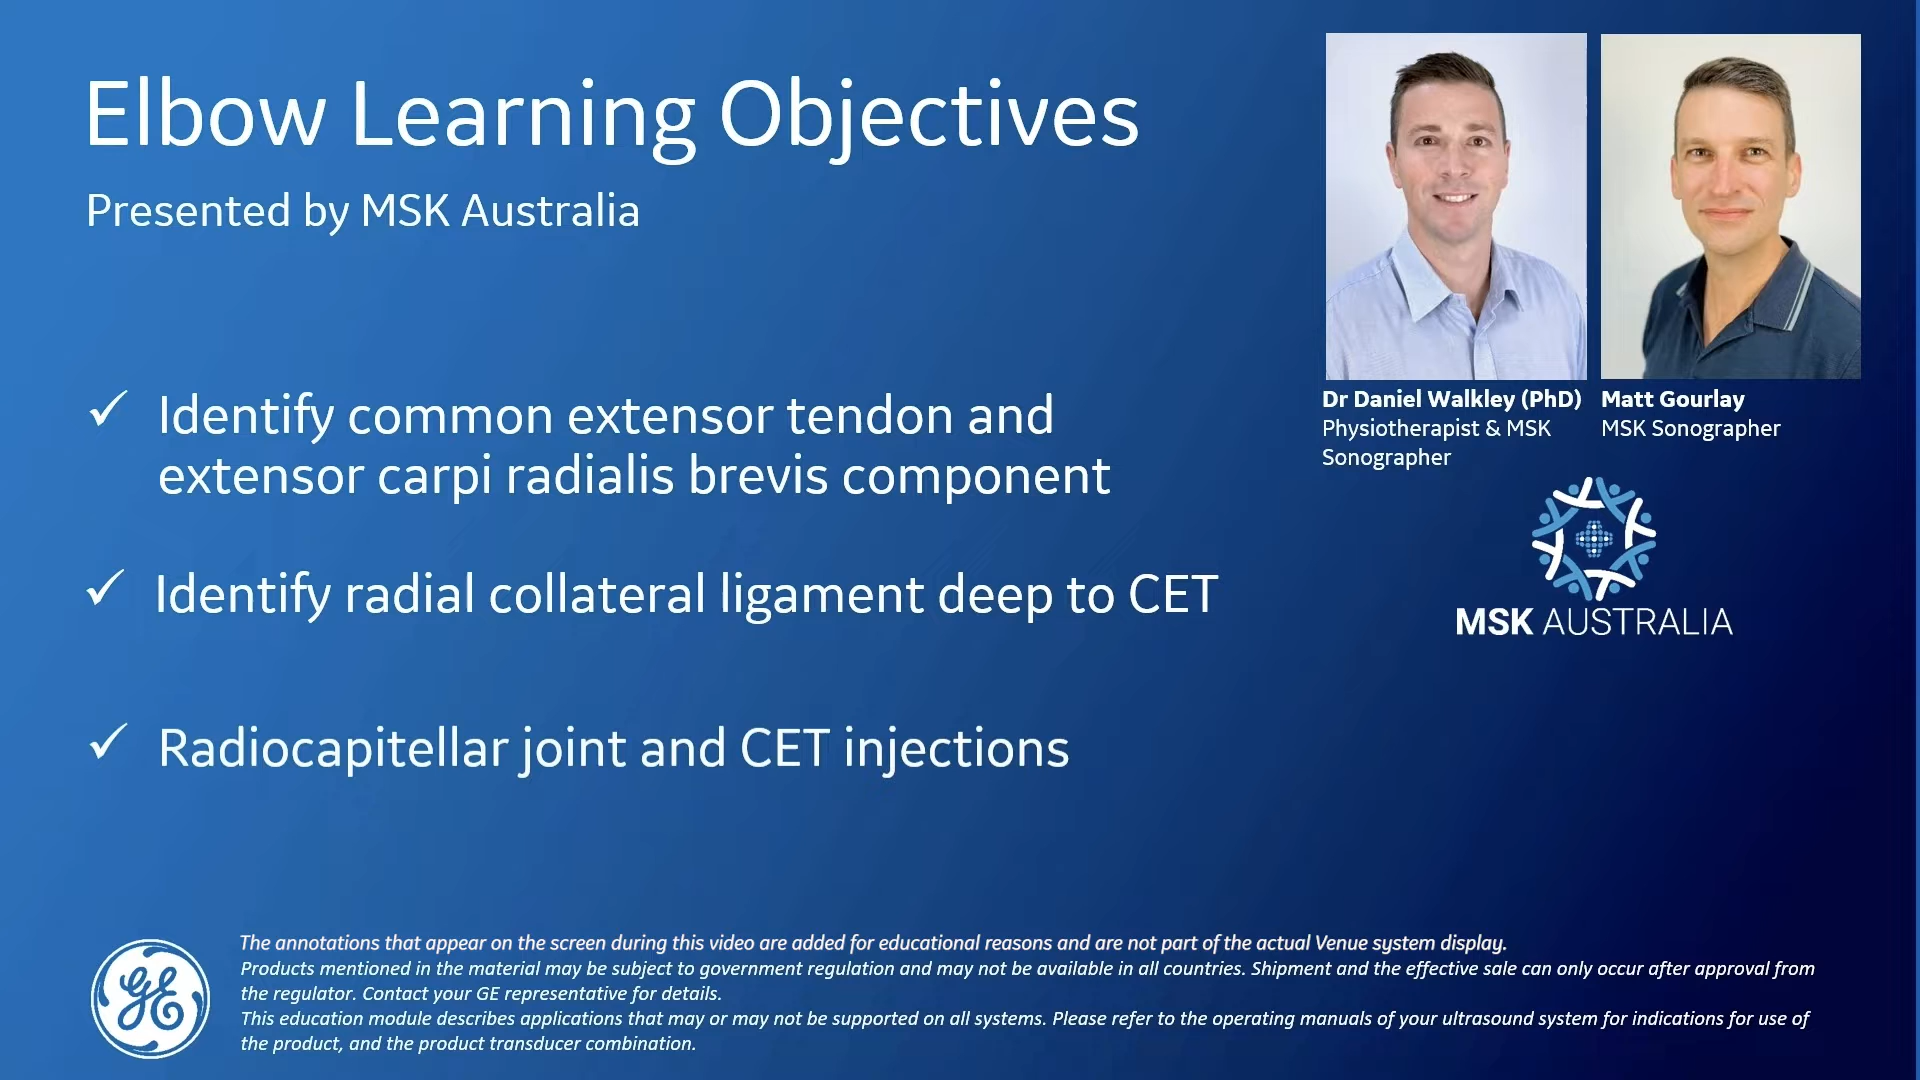 Elbow Learning Objectives
Presented by MSK Australia
✓ Identify common extensor tendon and
extensor carpi radialis brevis component
✓ Identify radial collateral ligament deep to CET
✓ Radiocapitellar joint and CET injections
Dr Daniel Walkley (PhD)
Physiotherapist & MSK
Sonographer
Matt Gourlay
MSK Sonographer
MSK AUSTRALIA
GE
The annotations that appear on the screen during this video are added for educational reasons and are not part of the actual Venue system display.
Products mentioned in the material may be subject to government regulation and may not be available in all countries. Shipment and the effective sale can only occur after approval from
the regulator. Contact your GE representative for details.
This education module describes applications that may or may not be supported on all systems. Please refer to the operating manuals of your ultrasound system for indications for use of
the product, and the product transducer combination.